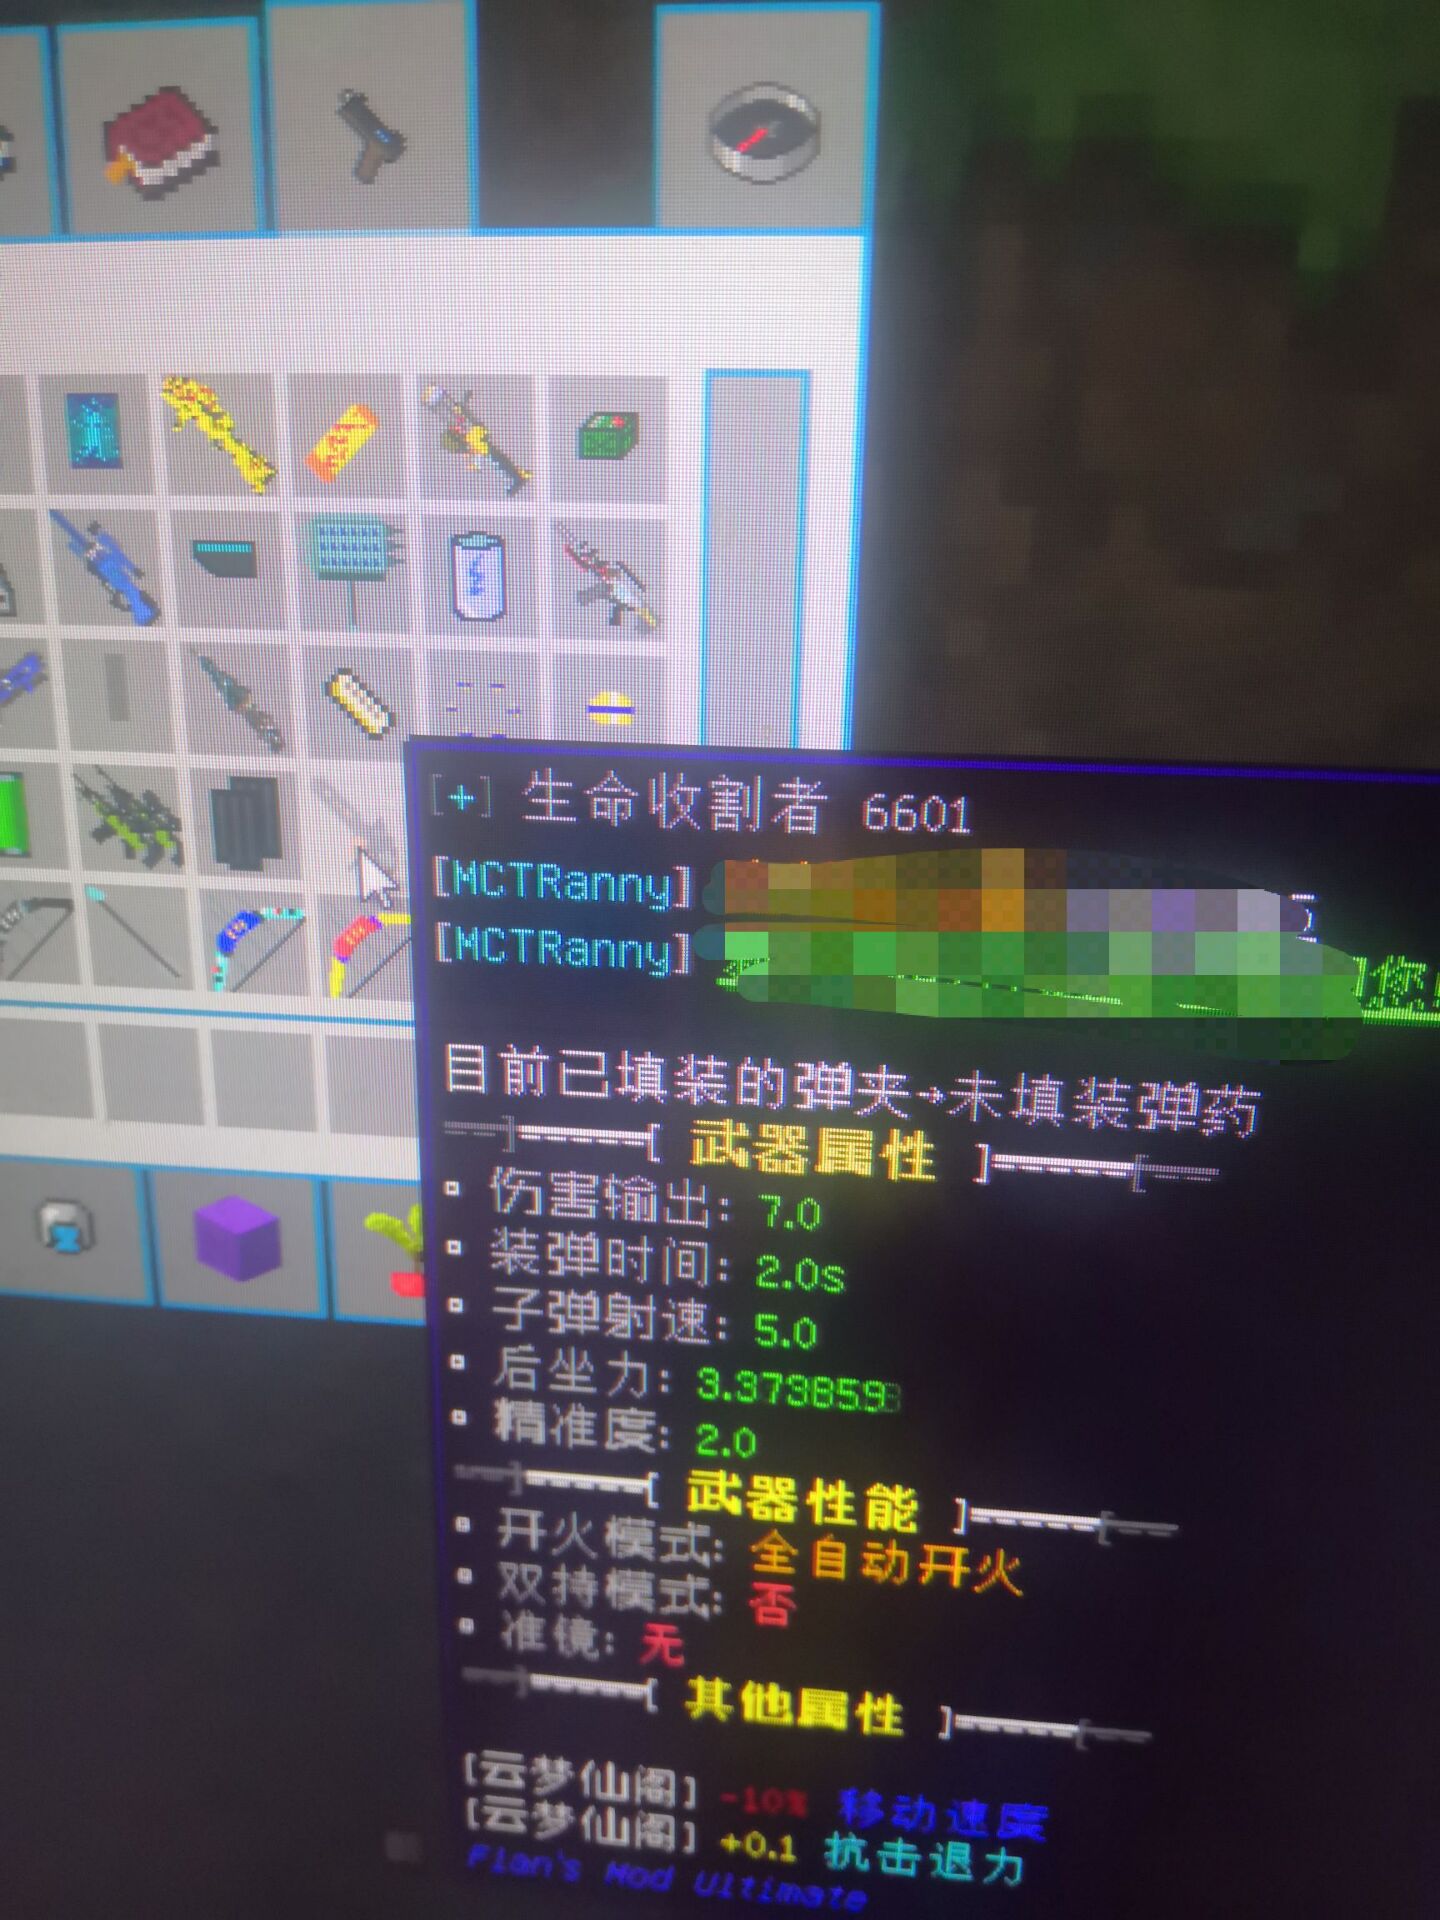 [+] 生命收割者 6601
[MCTRanny]
[MCTRanny] 您
目前已填装的弹夹→未填装弹药
[ 武器属性 ]
伤害输出: 7.0
装弹时间: 2.0s
子弹射速: 5.0
后坐力: 3.3738593
精准度: 2.0
[ 武器性能 ]
开火模式: 全自动开火
双持模式: 否
准镜: 无
[ 其他属性 ]
[云梦仙阁] -10% 移动速度
[云梦仙阁] +0.1 抗击退力
Flan's Mod Ultimate